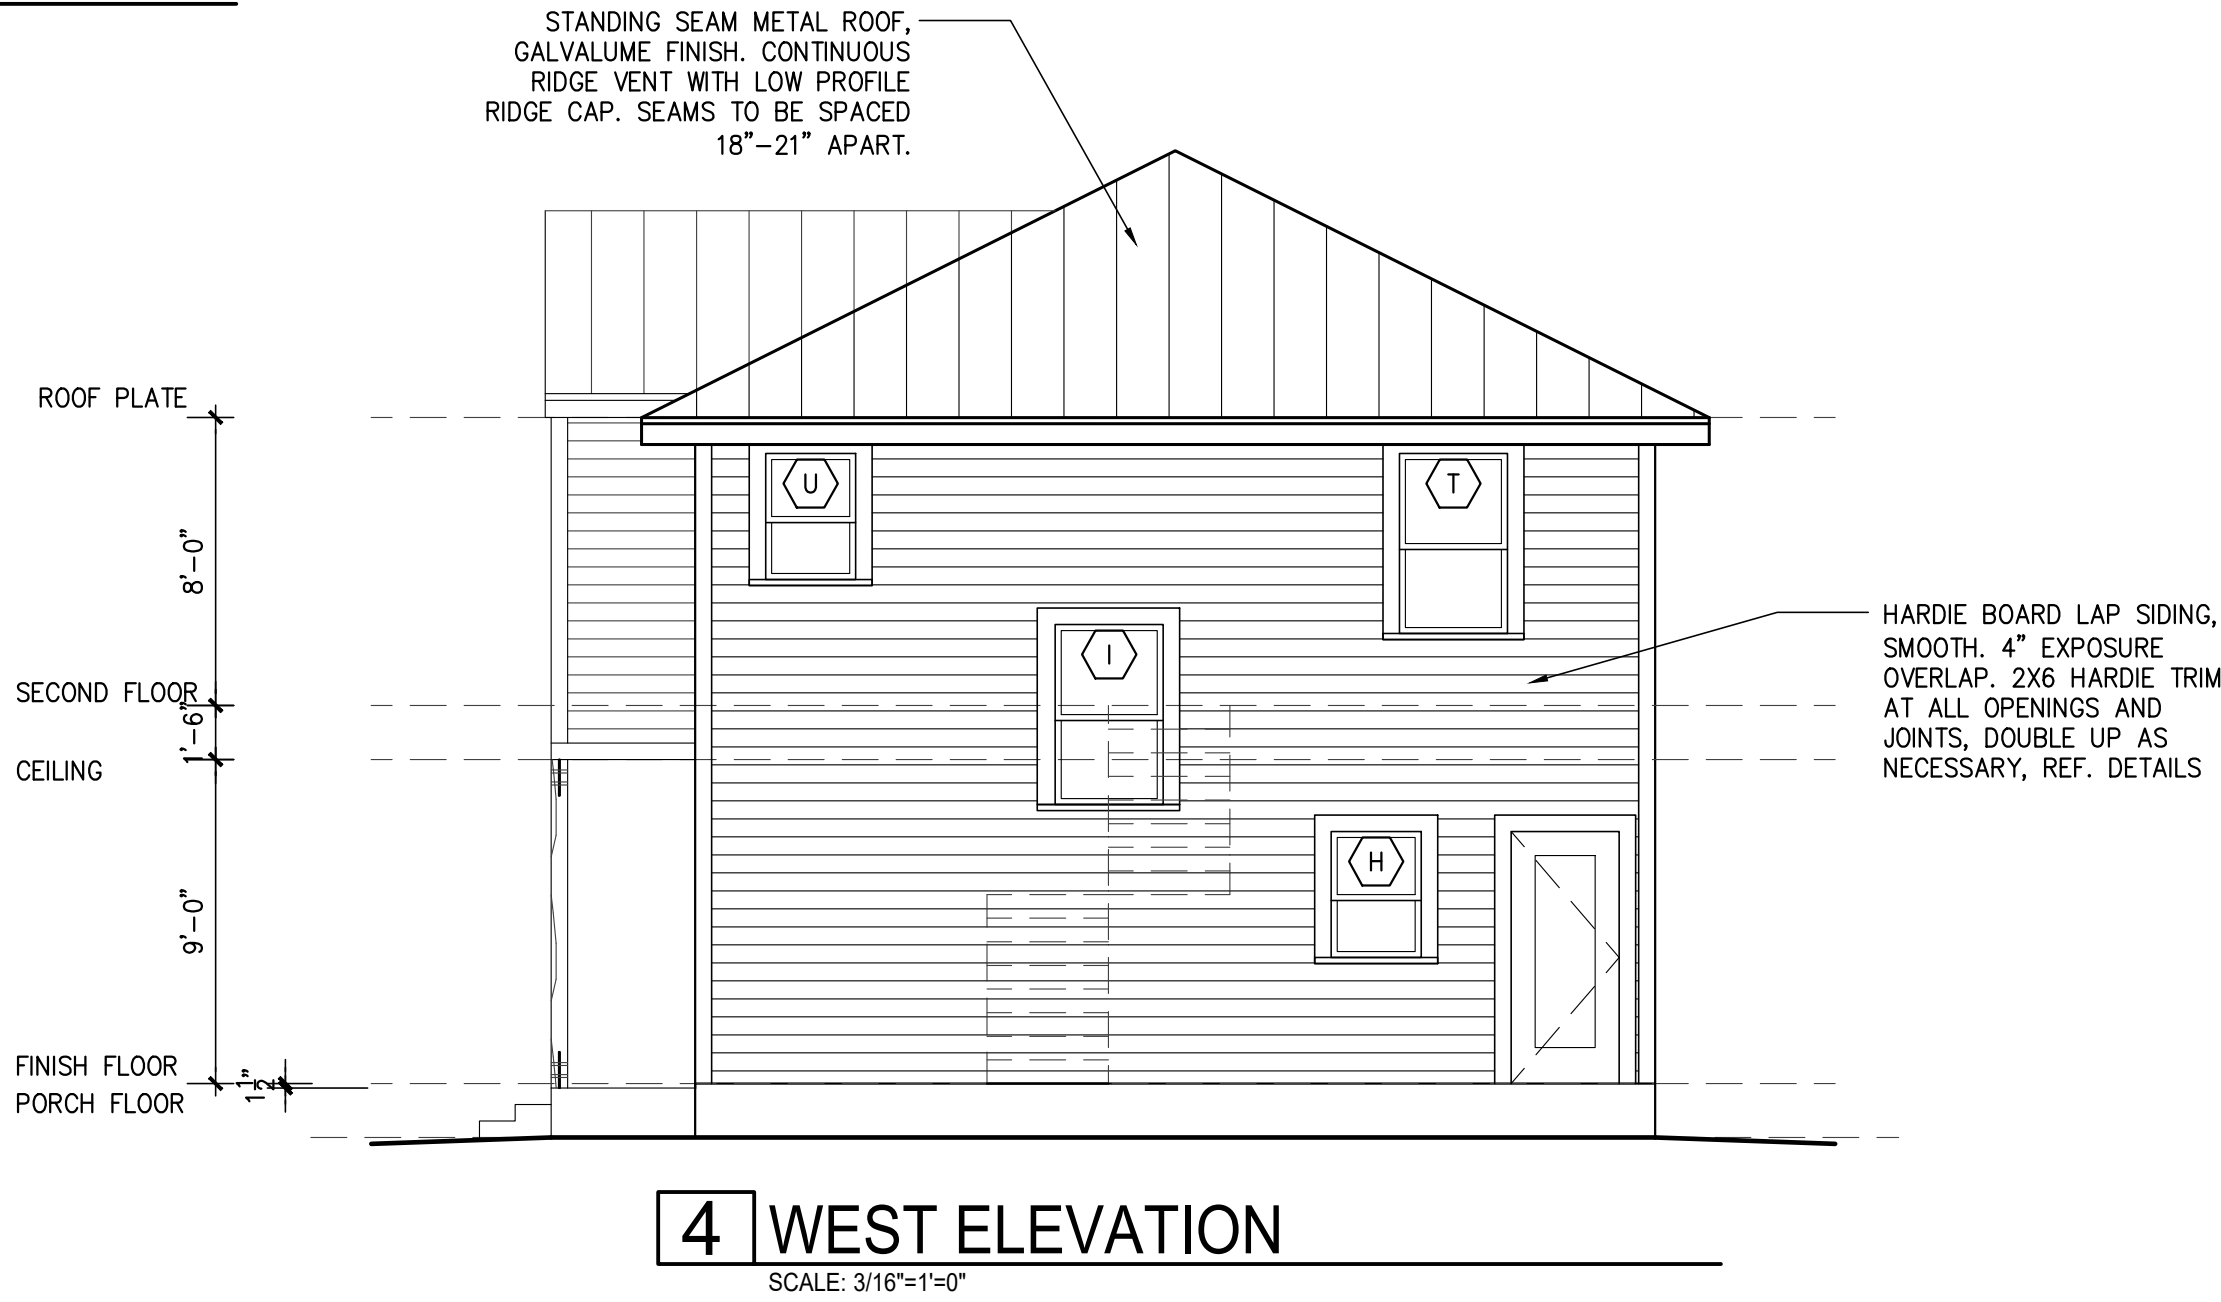 STANDING SEAM METAL ROOF,
GALVALUME FINISH. CONTINUOUS
RIDGE VENT WITH LOW PROFILE
RIDGE CAP. SEAMS TO BE SPACED
18"-21" APART.
ROOF PLATE
U
T
8'-0"
I
HARDIE BOARD LAP SIDING,
SMOOTH. 4" EXPOSURE
OVERLAP. 2X6 HARDIE TRIM
AT ALL OPENINGS AND
JOINTS, DOUBLE UP AS
NECESSARY, REF. DETAILS
SECOND FLOOR
1'-6"
CEILING
H
9'-0"
FINISH FLOOR
1 1/2"
PORCH FLOOR
4 WEST ELEVATION
SCALE: 3/16"=1'=0"